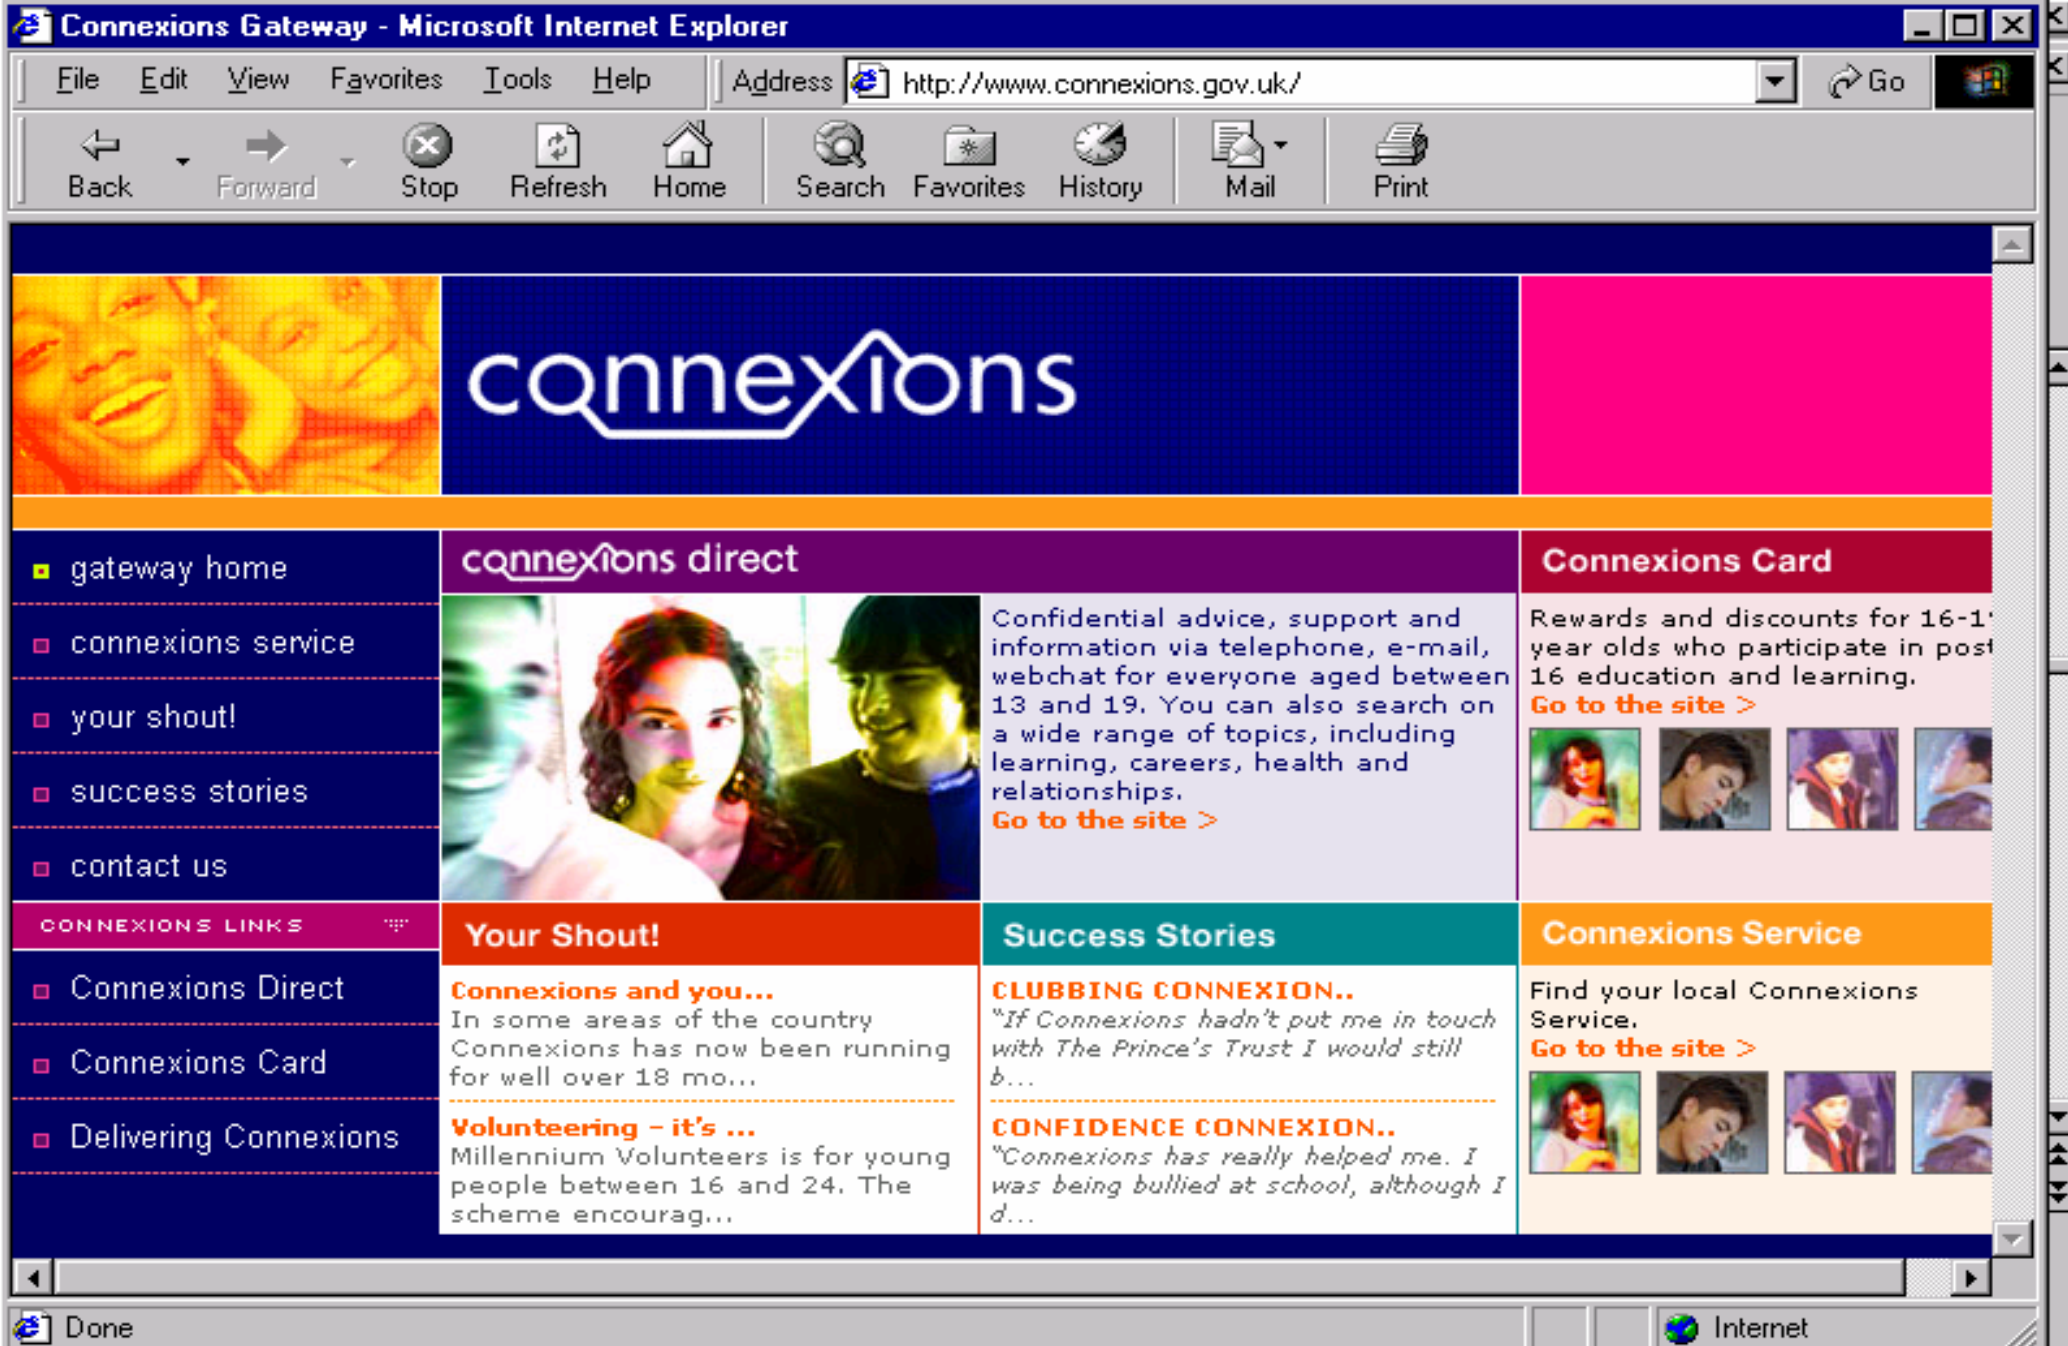 Connexions Gateway - Microsoft Internet Explorer
File Edit View Favorites Tools Help Address http://www.connexions.gov.uk/ Go
Back Forward Stop Refresh Home Search Favorites History Mail Print
connexions
gateway home
connexions service
your shout!
success stories
contact us
CONNEXIONS LINKS
Connexions Direct
Connexions Card
Delivering Connexions
connexions direct
Confidential advice, support and
information via telephone, e-mail,
webchat for everyone aged between
13 and 19. You can also search on
a wide range of topics, including
learning, careers, health and
relationships.
Go to the site >
Connexions Card
Rewards and discounts for
year olds who participate in post
16 education and learning.
Go to the site >
Your Shout!
Connexions and you...
In some areas of the country
Connexions has now been running
for well over 18 mo...
Volunteering - it's ...
Millennium Volunteers is for young
people between 16 and 24. The
scheme encourag...
Success Stories
CLUBBING CONNEXION..
"If Connexions hadn't put me in touch
with The Prince's Trust I would still
b...
CONFIDENCE CONNEXION..
"Connexions has really helped me. I
was being bullied at school, although I
d...
Connexions Service
Find your local Connexions
Service.
Go to the site >
Done
Internet